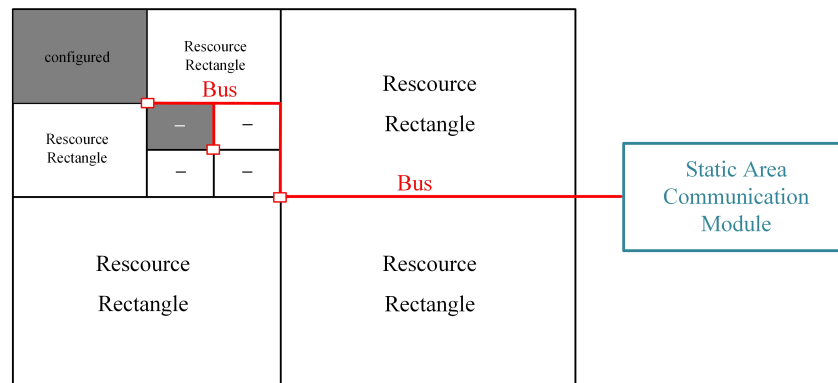 configured
Rescource
Rectangle
Bus
Rescource
Rectangle
Rescource
Rectangle
–
–
–
–
Bus
Static Area
Communication
Module
Rescource
Rectangle
Rescource
Rectangle